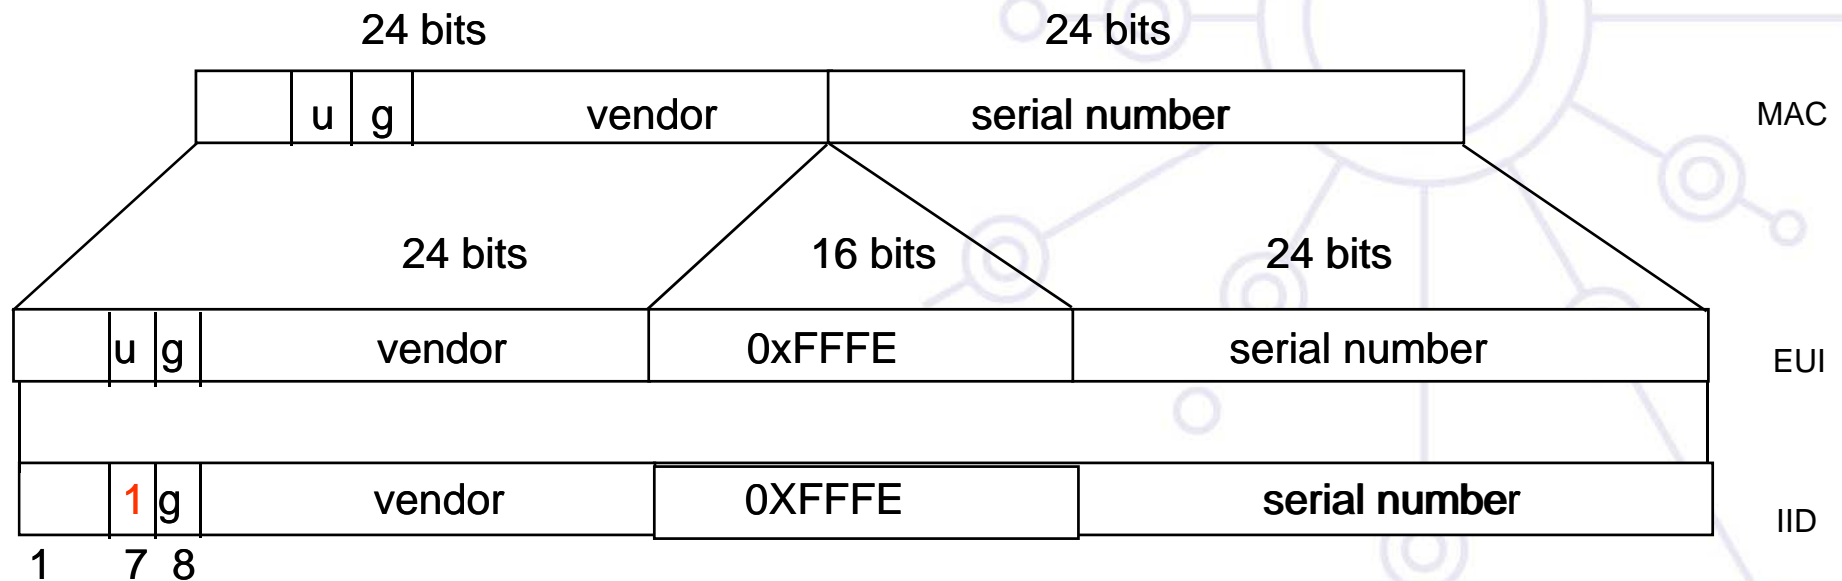 24 bits 24 bits
u g vendor serial number MAC
24 bits 16 bits 24 bits
u g vendor 0xFFFE serial number EUI
1 g vendor 0XFFFE serial number IID
1 7 8